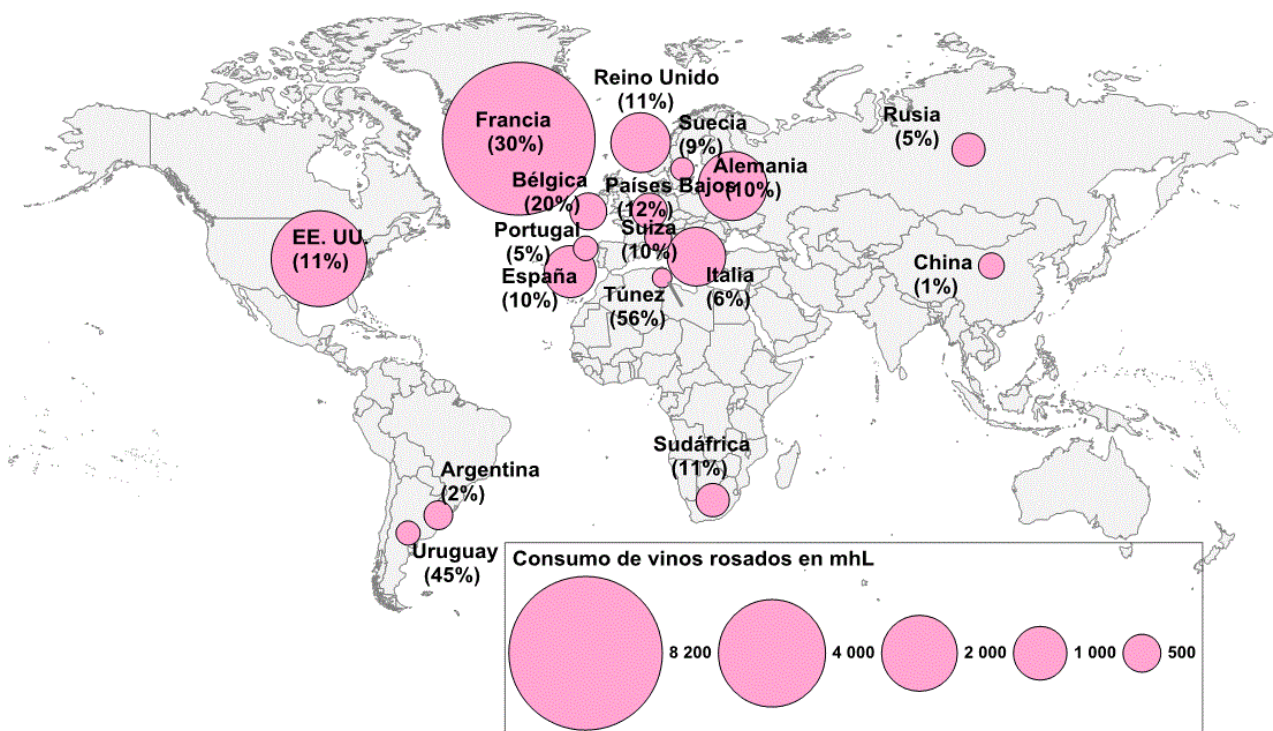 Reino Unido
(11%)
Francia
(30%)
Suecia
(9%)
Rusia
(5%)
Alemania
(10%)
Bélgica
(20%)
Países Bajos
(12%)
EE. UU.
(11%)
Portugal
(5%)
Suiza
(10%)
España
(10%)
Italia
(6%)
Túnez
(56%)
China
(1%)
Sudáfrica
(11%)
Argentina
(2%)
Uruguay
(45%)
Consumo de vinos rosados en mhL
8 200
4 000
2 000
1 000
500